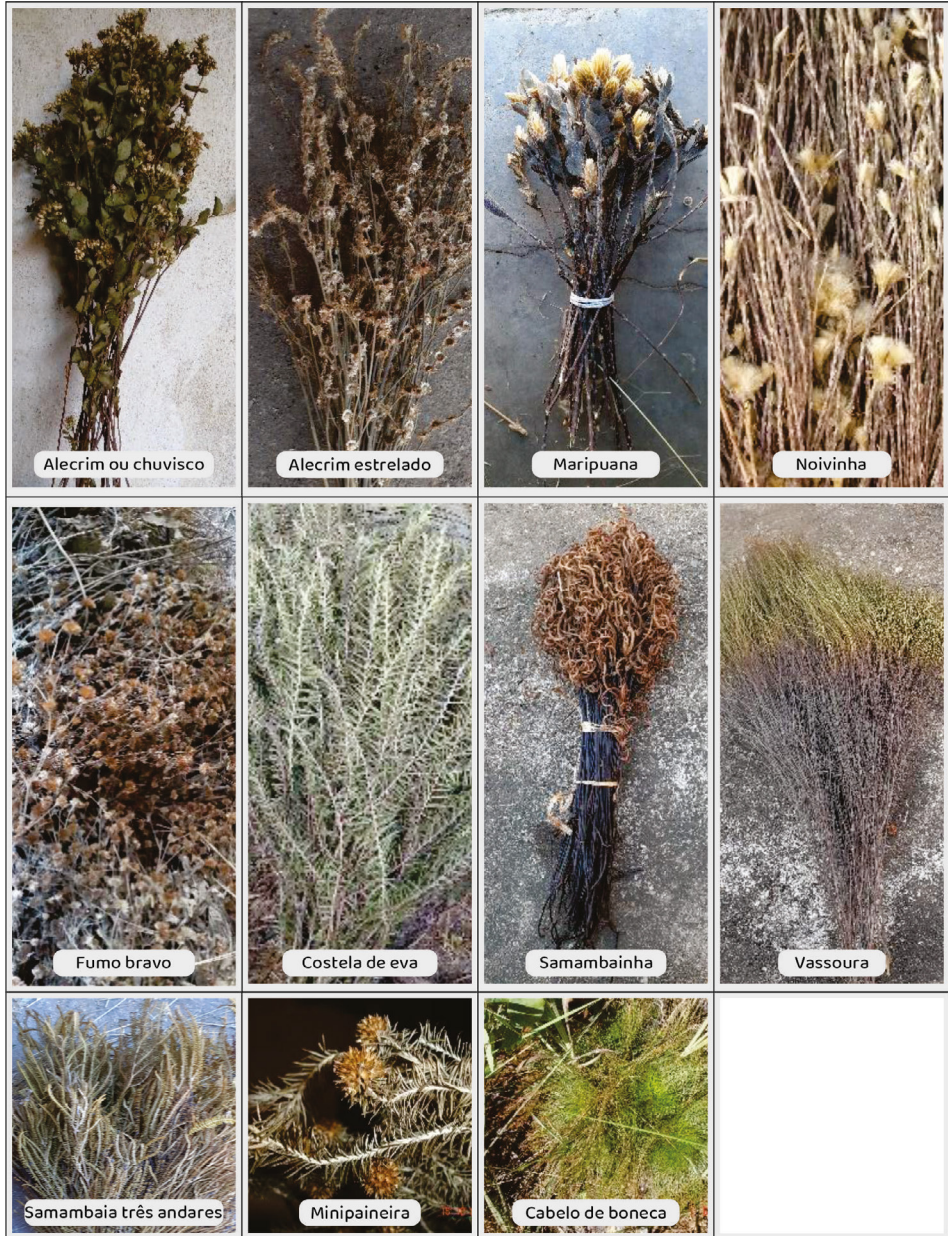 Alecrim ou chuvisco
Alecrim estrelado
Maripuana
Noivinha
Fumo bravo
Costela de eva
Samambainha
Vassoura
Samambaia três andares
Minipaineira
Cabelo de boneca